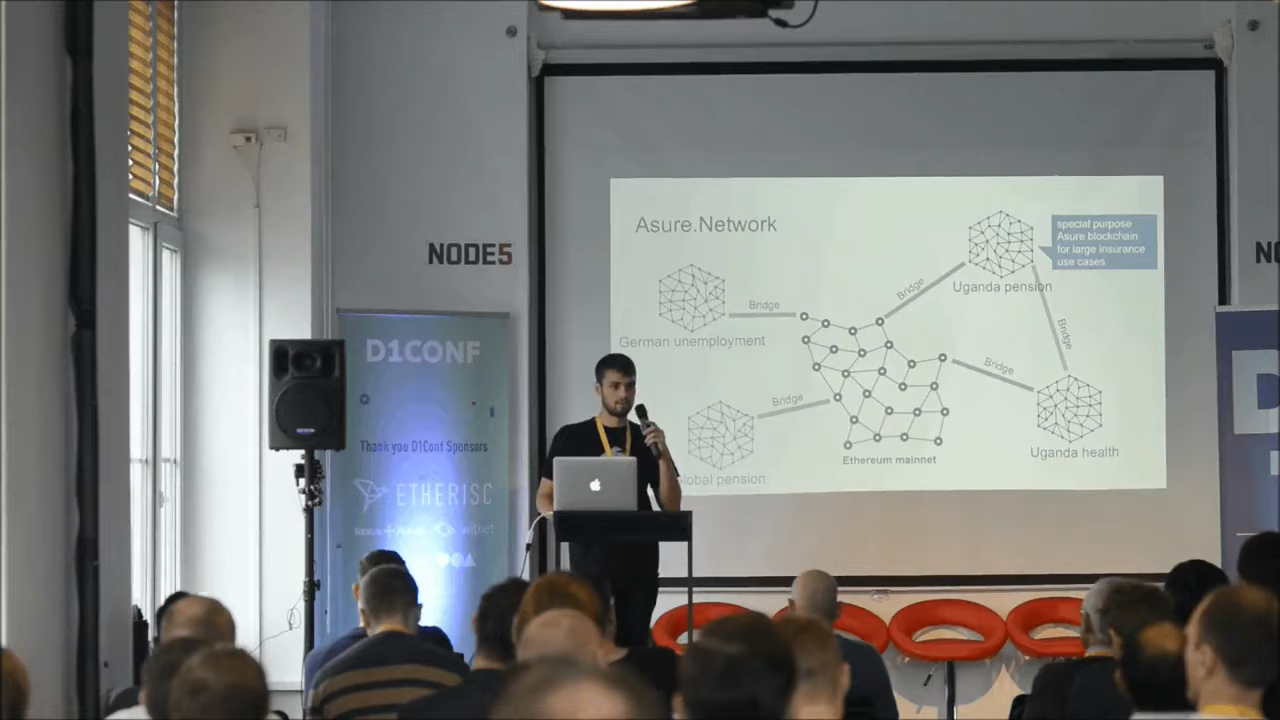 NODE5
D1CONF
Thank you D1Conf Sponsors
ETHERISC
Asure.Network
special purpose
Asure blockchain
for large insurance
use cases
Uganda pension
Bridge
Bridge
German unemployment
Bridge
Bridge
Bridge
Uganda health
Ethereum mainnet
lobal pension